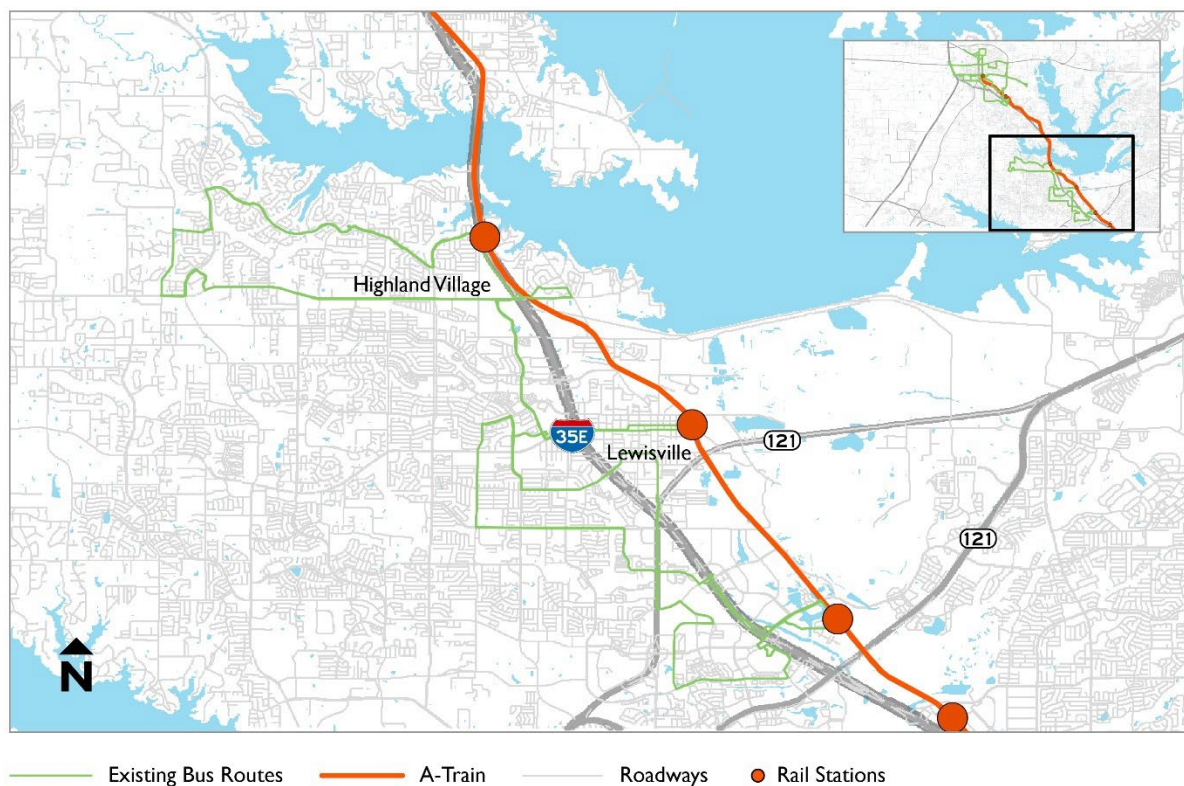 Highland Village
35E
Lewisville
121
121
N
Existing Bus Routes
A-Train
Roadways
Rail Stations